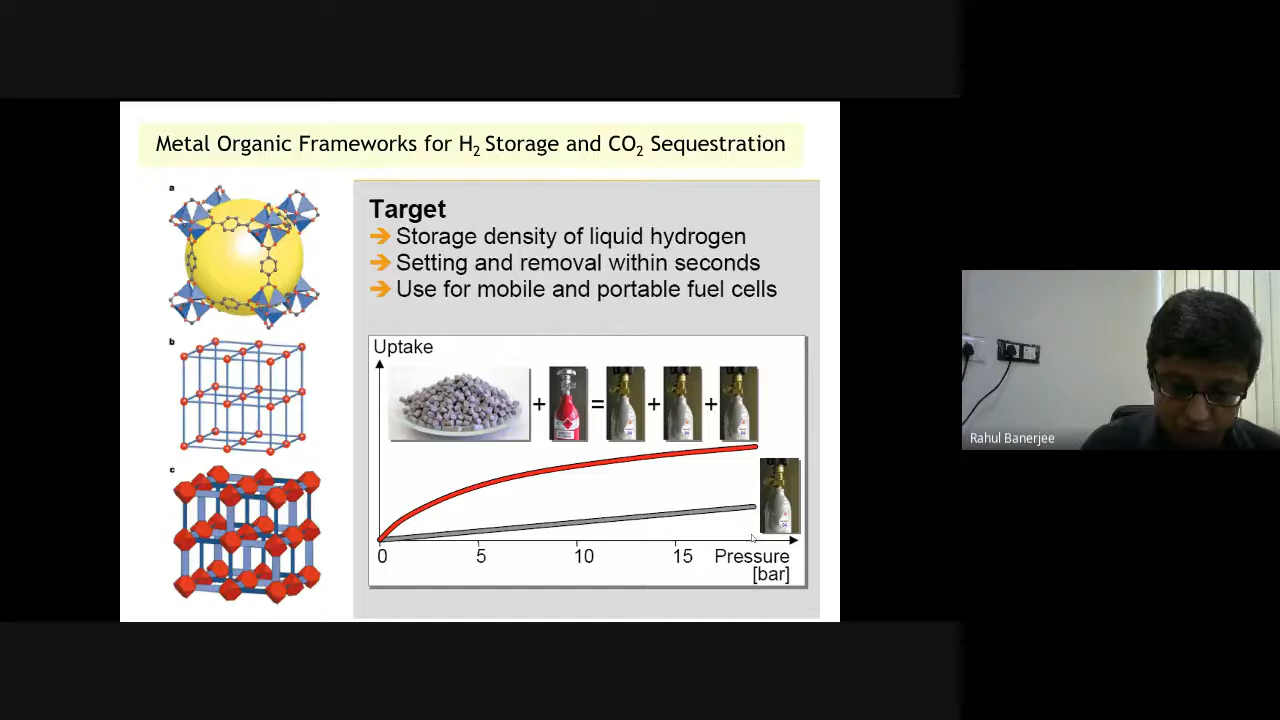 Metal Organic Frameworks for H2 Storage and CO2 Sequestration
a
b
c
Target
Storage density of liquid hydrogen
Setting and removal within seconds
Use for mobile and portable fuel cells
Uptake
+ = + +
0 5 10 15 Pressure
[bar]
Rahul Banerjee